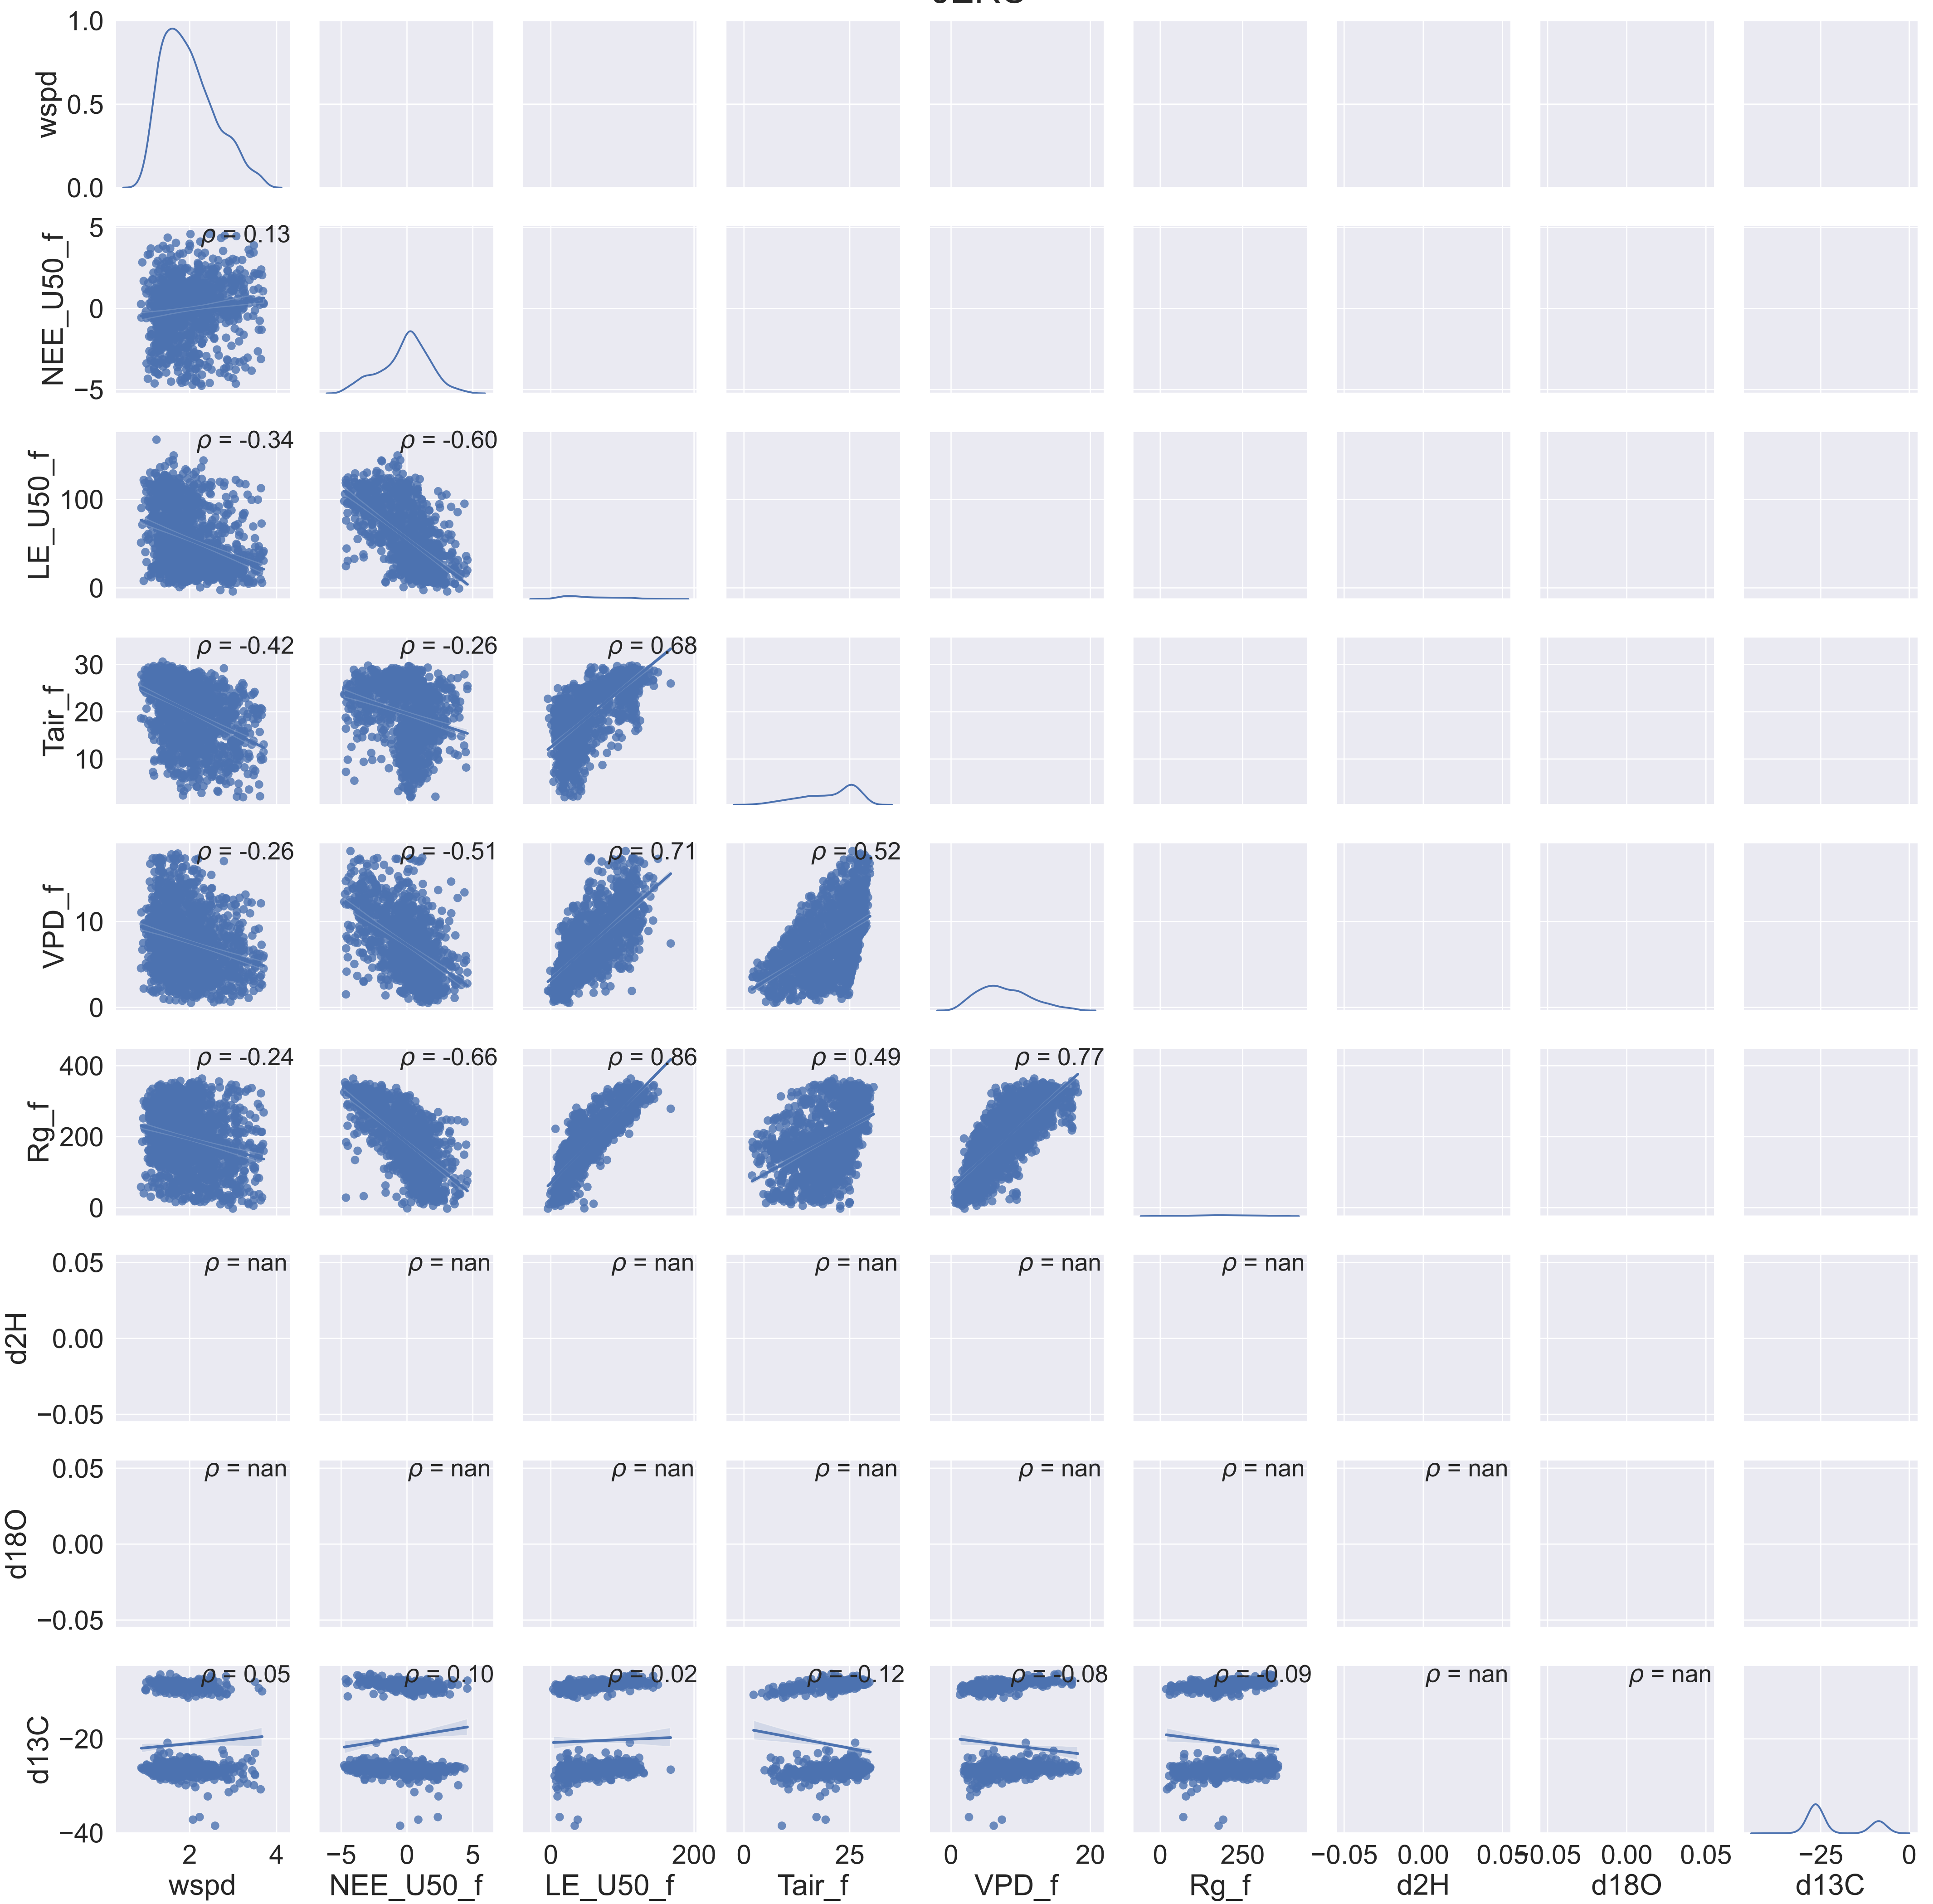 1.0
wspd
0.5
0.0
5
NEE_U50_f
ρ = 0.13
0
−5
LE_U50_f
ρ = -0.34 ρ = -0.60
100
0
Tair_f
ρ = -0.42 ρ = -0.26 ρ = 0.68
30
20
10
VPD_f
ρ = -0.26 ρ = -0.51 ρ = 0.71 ρ = 0.52
10
0
Rg_f
ρ = -0.24 ρ = -0.66 ρ = 0.86 ρ = 0.49 ρ = 0.77
400
200
0
d2H
ρ = nan ρ = nan ρ = nan ρ = nan ρ = nan ρ = nan
0.05
0.00
−0.05
d18O
ρ = nan ρ = nan ρ = nan ρ = nan ρ = nan ρ = nan ρ = nan
0.05
0.00
−0.05
d13C
ρ = 0.05 ρ = 0.10 ρ = 0.02 ρ = -0.12 ρ = -0.08 ρ = -0.09 ρ = nan ρ = nan
−20
−40
2 4 −5 0 5 0 200 0 25 0 20 0 250 −0.05 0.00 0.05 −0.05 0.00 0.05 −25 0
wspd NEE_U50_f LE_U50_f Tair_f VPD_f Rg_f d2H d18O d13C